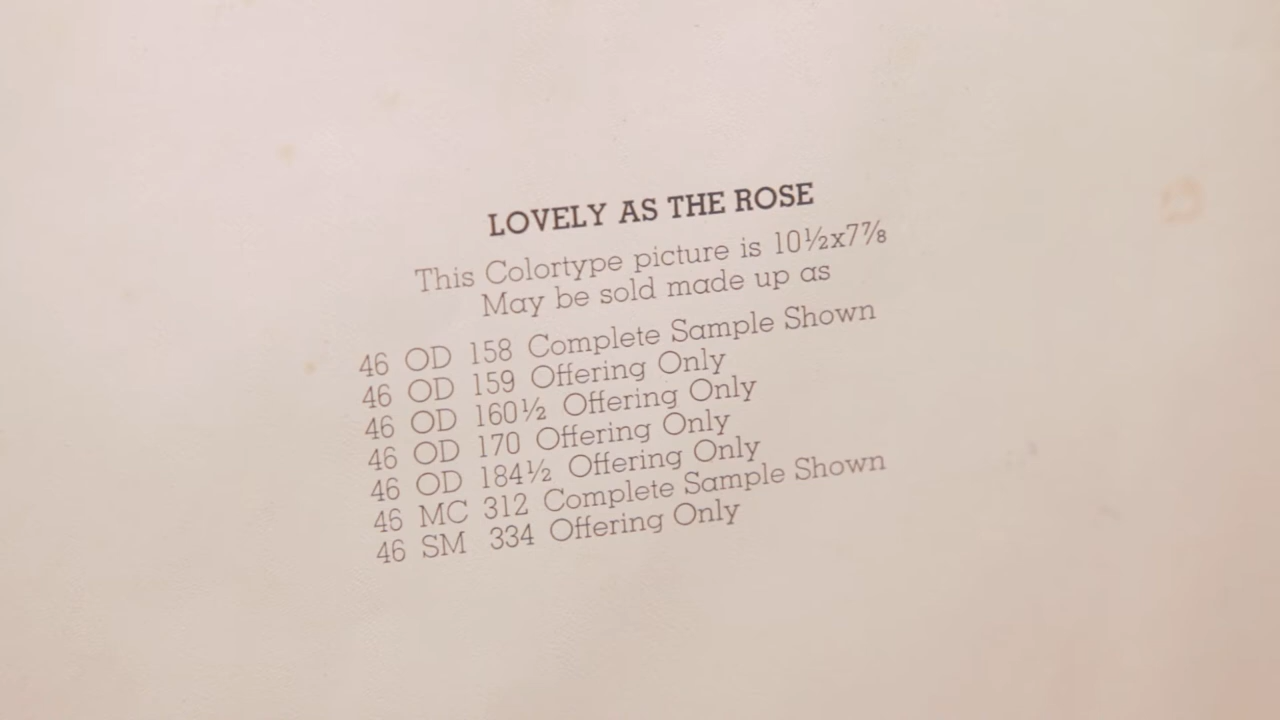 LOVELY AS THE ROSE
This Colortype picture is 10½x7⅞
May be sold made up as
46 OD 158 Complete Sample Shown
46 OD 159 Offering Only
46 OD 160½ Offering Only
46 OD 170 Offering Only
46 OD 184½ Offering Only
46 MC 312 Complete Sample Shown
46 SM 334 Offering Only